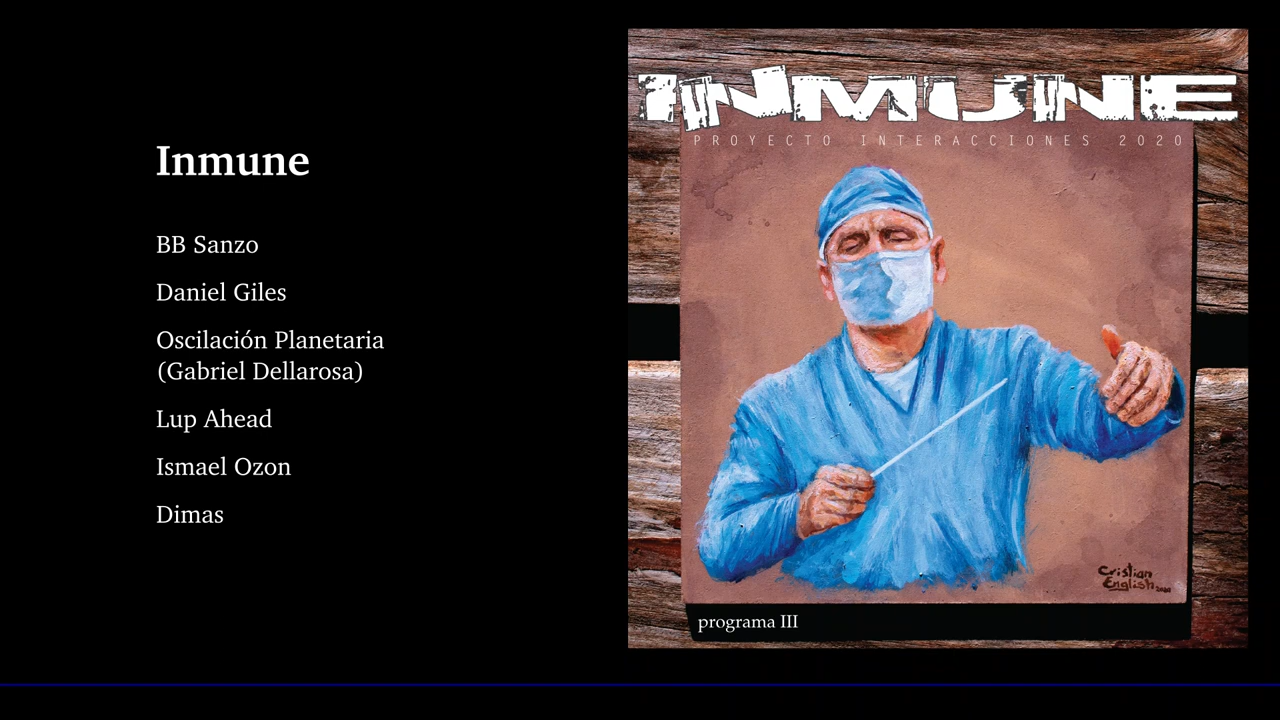 Inmune
BB Sanzo
Daniel Giles
Oscilación Planetaria
(Gabriel Dellarosa)
Lup Ahead
Ismael Ozon
Dimas
INMUNE
PROYECTO INTERACCIONES 2020
Cristian
English 2020
programa III